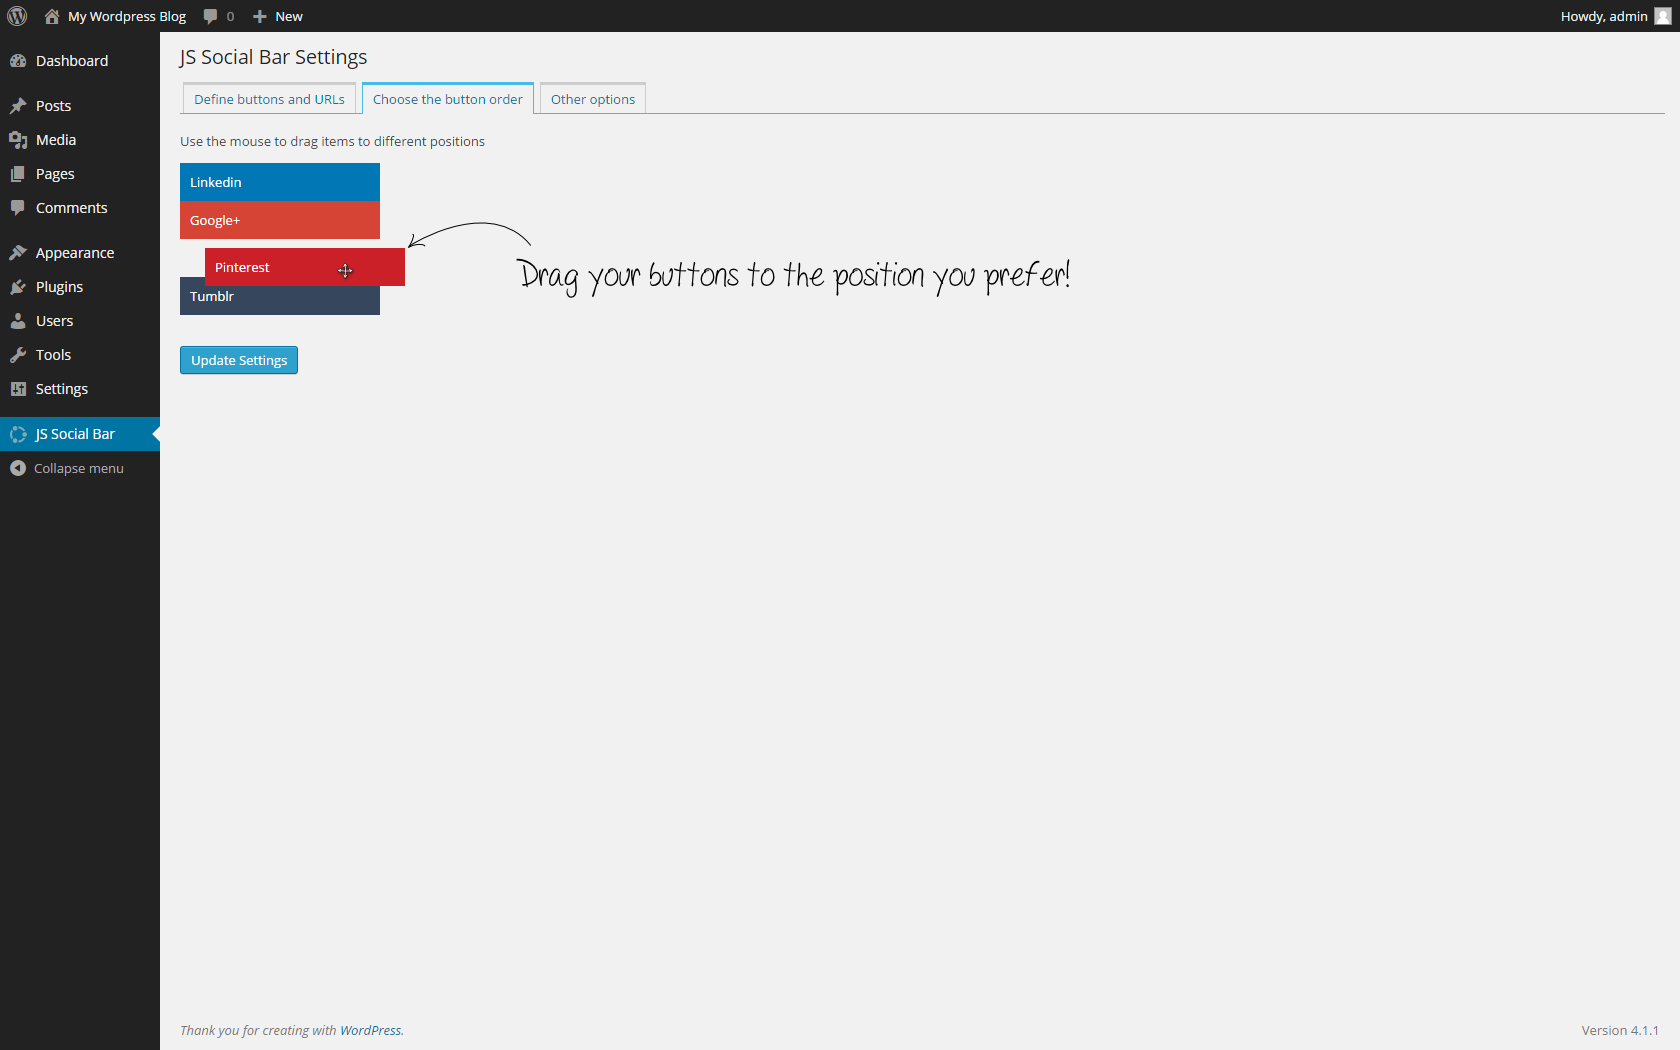 My Wordpress Blog 0 New Howdy, admin
Dashboard
Posts
Media
Pages
Comments
Appearance
Plugins
Users
Tools
Settings
JS Social Bar
Collapse menu
JS Social Bar Settings
Define buttons and URLs Choose the button order Other options
Use the mouse to drag items to different positions
Linkedin
Google+
Pinterest
Tumblr
Drag your buttons to the position you prefer!
Update Settings
Thank you for creating with WordPress. Version 4.1.1